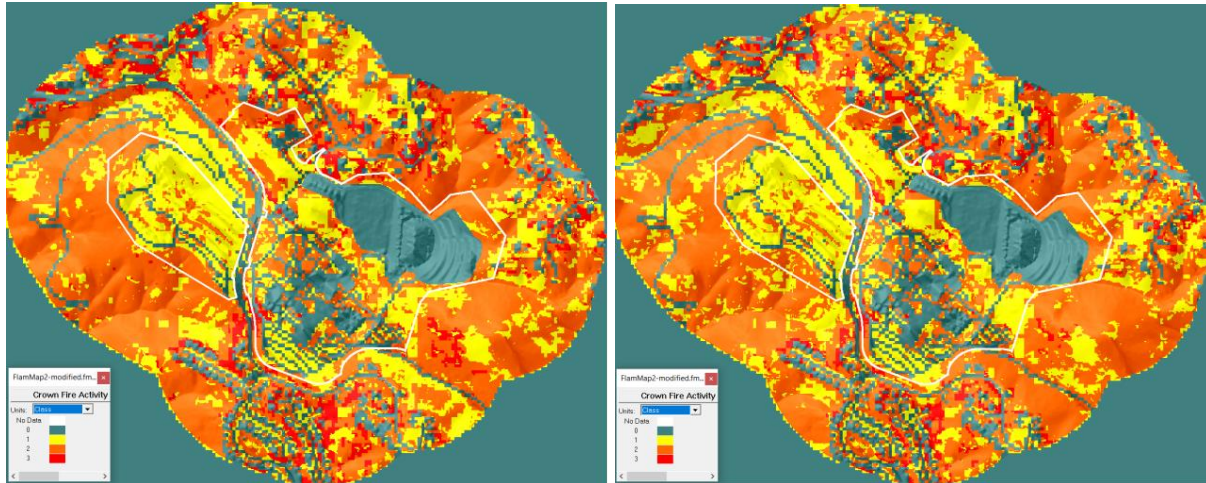 FlamMap2-modified.fm...
Crown Fire Activity
Units: Class
No Data
0
1
2
3
FlamMap2-modified.fm...
Crown Fire Activity
Units: Class
No Data
0
1
2
3